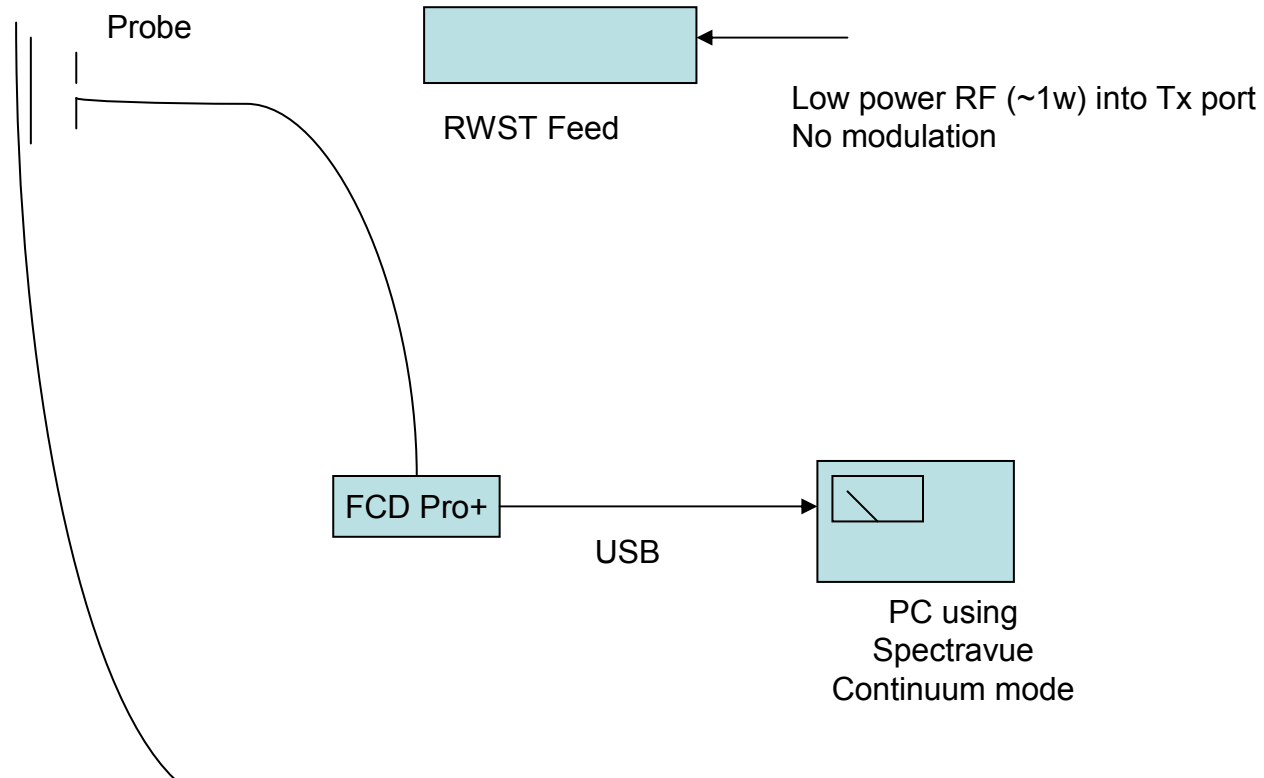 Probe
RWST Feed
Low power RF (~1w) into Tx port
No modulation
FCD Pro+
USB
PC using
Spectravue
Continuum mode